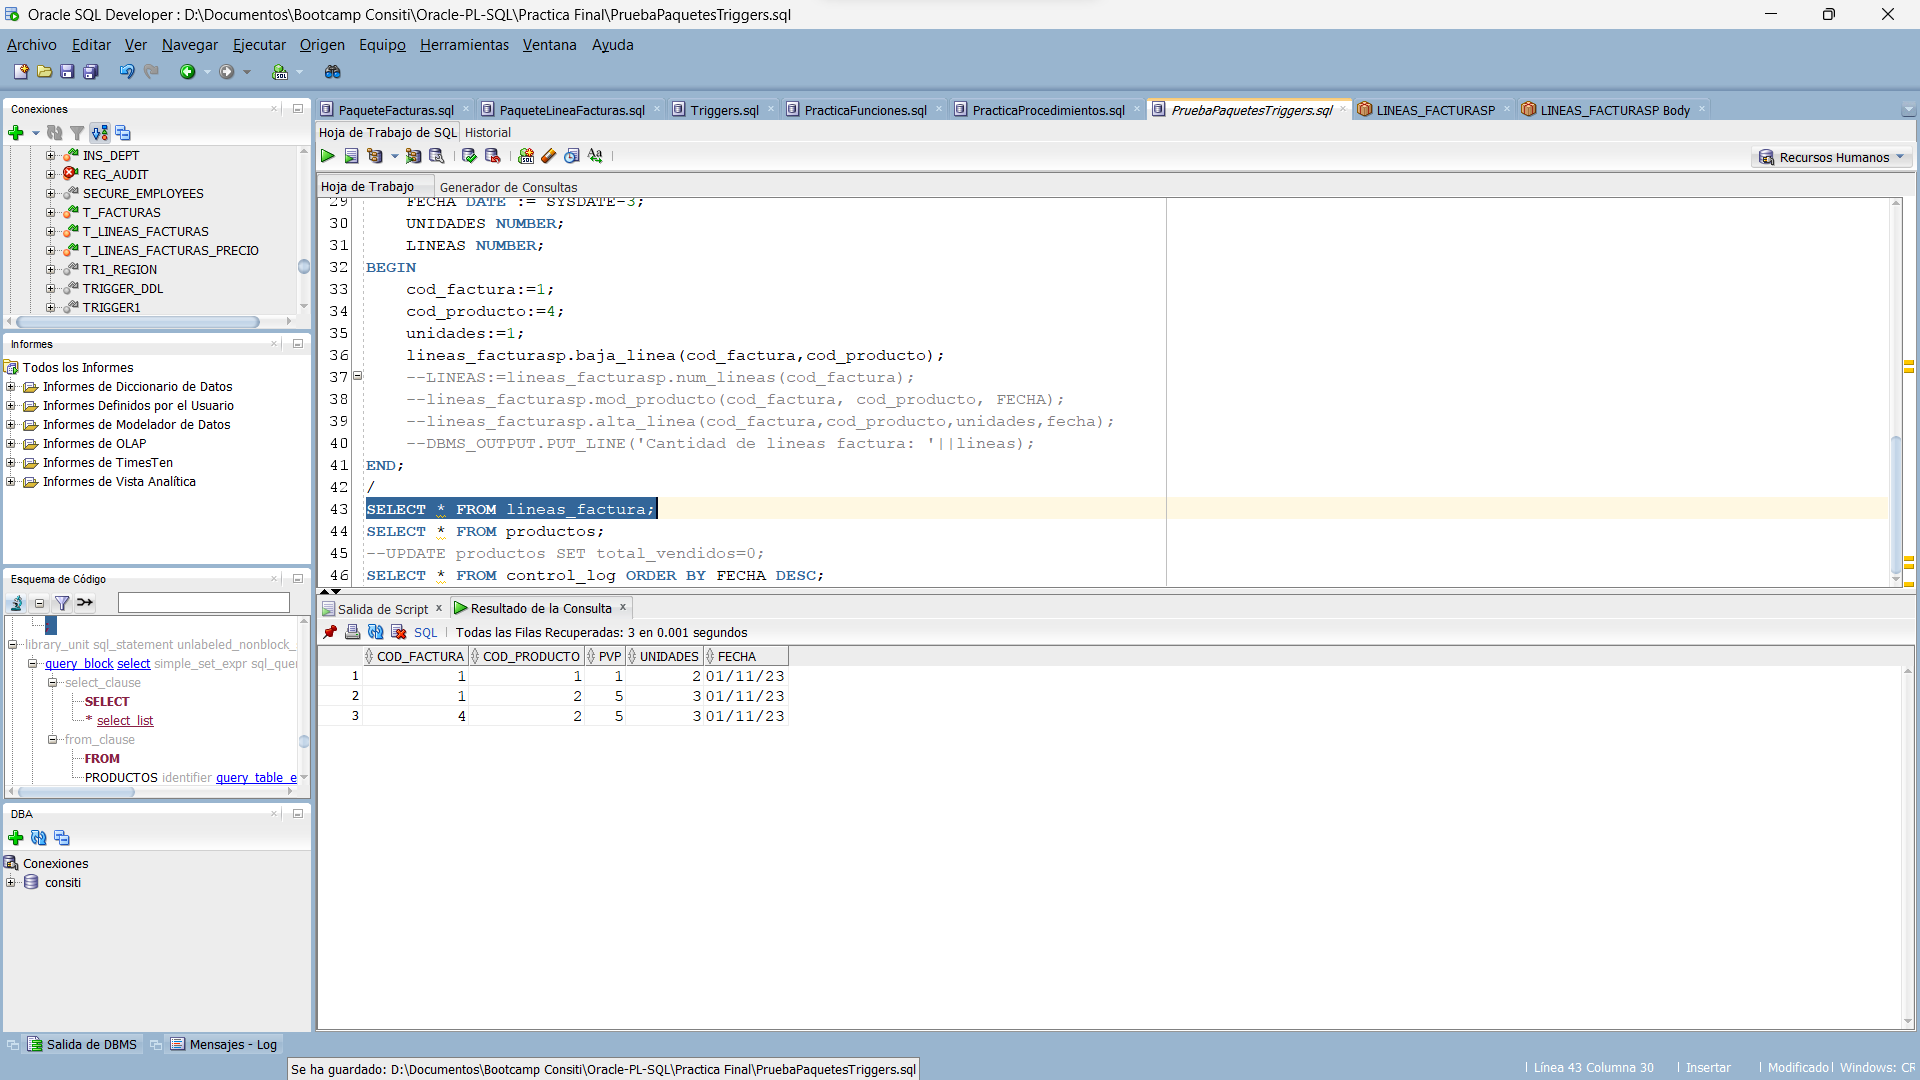 Oracle SQL Developer : D:\Documentos\Bootcamp Consiti\Oracle-PL-SQL\Practica Final\PruebaPaquetesTriggers.sql
Archivo Editar Ver Navegar Ejecutar Origen Equipo Herramientas Ventana Ayuda
Conexiones
INS_DEPT
REG_AUDIT
SECURE_EMPLOYEES
T_FACTURAS
T_LINEAS_FACTURAS
T_LINEAS_FACTURAS_PRECIO
TR1_REGION
TRIGGER_DDL
TRIGGER1
Informes
Todos los Informes
Informes de Diccionario de Datos
Informes Definidos por el Usuario
Informes de Modelador de Datos
Informes de OLAP
Informes de TimesTen
Informes de Vista Analítica
Esquema de Código
library_unit sql_statement unlabeled_nonblock_
query_block select simple_set_expr sql_que
select_clause
SELECT
* select_list
from_clause
FROM
PRODUCTOS identifier query_table_e
DBA
Conexiones
consiti
PaqueteFacturas.sql PaqueteLineaFacturas.sql Triggers.sql PracticaFunciones.sql PracticaProcedimientos.sql PruebaPaquetesTriggers.sql LINEAS_FACTURASP LINEAS_FACTURASP Body
Hoja de Trabajo de SQL Historial
Recursos Humanos
Hoja de Trabajo Generador de Consultas
29 FECHA DATE := SYSDATE-3;
30 UNIDADES NUMBER;
31 LINEAS NUMBER;
32 BEGIN
33 cod_factura:=1;
34 cod_producto:=4;
35 unidades:=1;
36 lineas_facturasp.baja_linea(cod_factura,cod_producto);
37 --LINEAS:=lineas_facturasp.num_lineas(cod_factura);
38 --lineas_facturasp.mod_producto(cod_factura, cod_producto, FECHA);
39 --lineas_facturasp.alta_linea(cod_factura,cod_producto,unidades,fecha);
40 --DBMS_OUTPUT.PUT_LINE('Cantidad de lineas factura: '||lineas);
41 END;
42 /
43 SELECT * FROM lineas_factura;
44 SELECT * FROM productos;
45 --UPDATE productos SET total_vendidos=0;
46 SELECT * FROM control_log ORDER BY FECHA DESC;
Salida de Script Resultado de la Consulta
SQL Todas las Filas Recuperadas: 3 en 0.001 segundos
COD_FACTURA COD_PRODUCTO PVP UNIDADES FECHA
1 1 1 1 2 01/11/23
2 1 2 5 3 01/11/23
3 4 2 5 3 01/11/23
Salida de DBMS Mensajes - Log
Se ha guardado: D:\Documentos\Bootcamp Consiti\Oracle-PL-SQL\Practica Final\PruebaPaquetesTriggers.sql
Línea 43 Columna 30 Insertar Modificado Windows: CR